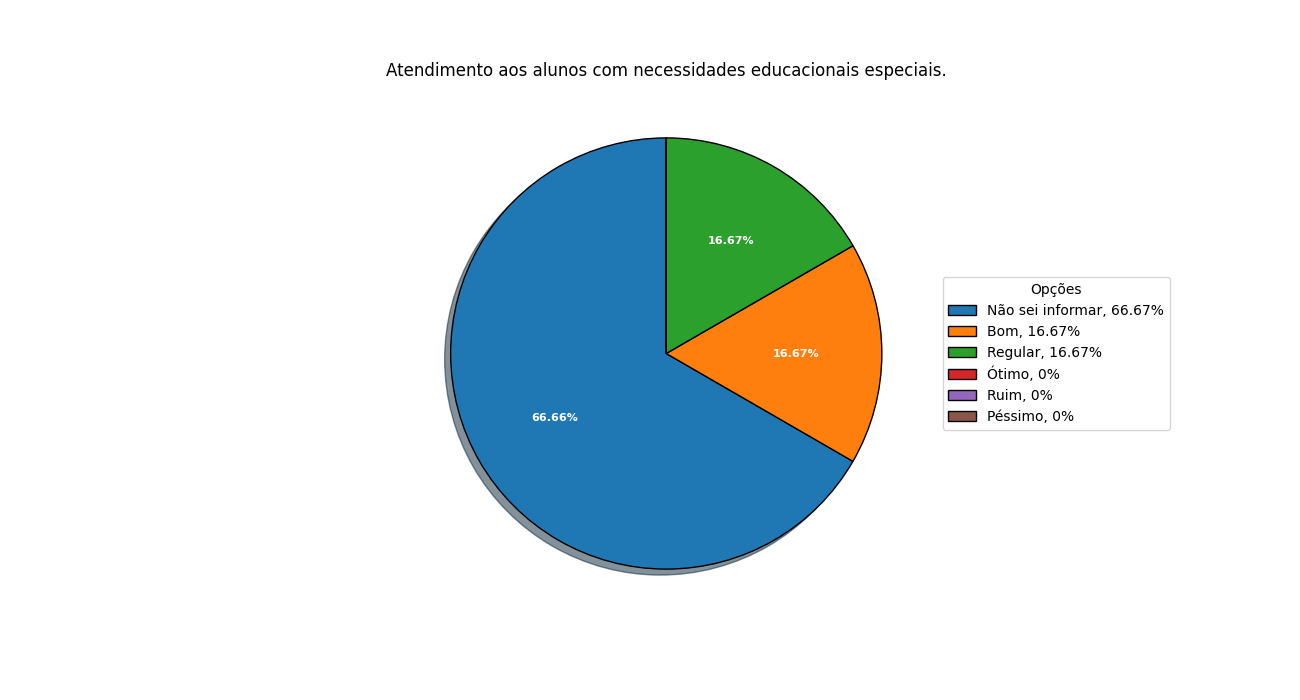 Atendimento aos alunos com necessidades educacionais especiais.
16.67%
16.67%
66.66%
Opções
Não sei informar, 66.67%
Bom, 16.67%
Regular, 16.67%
Ótimo, 0%
Ruim, 0%
Péssimo, 0%